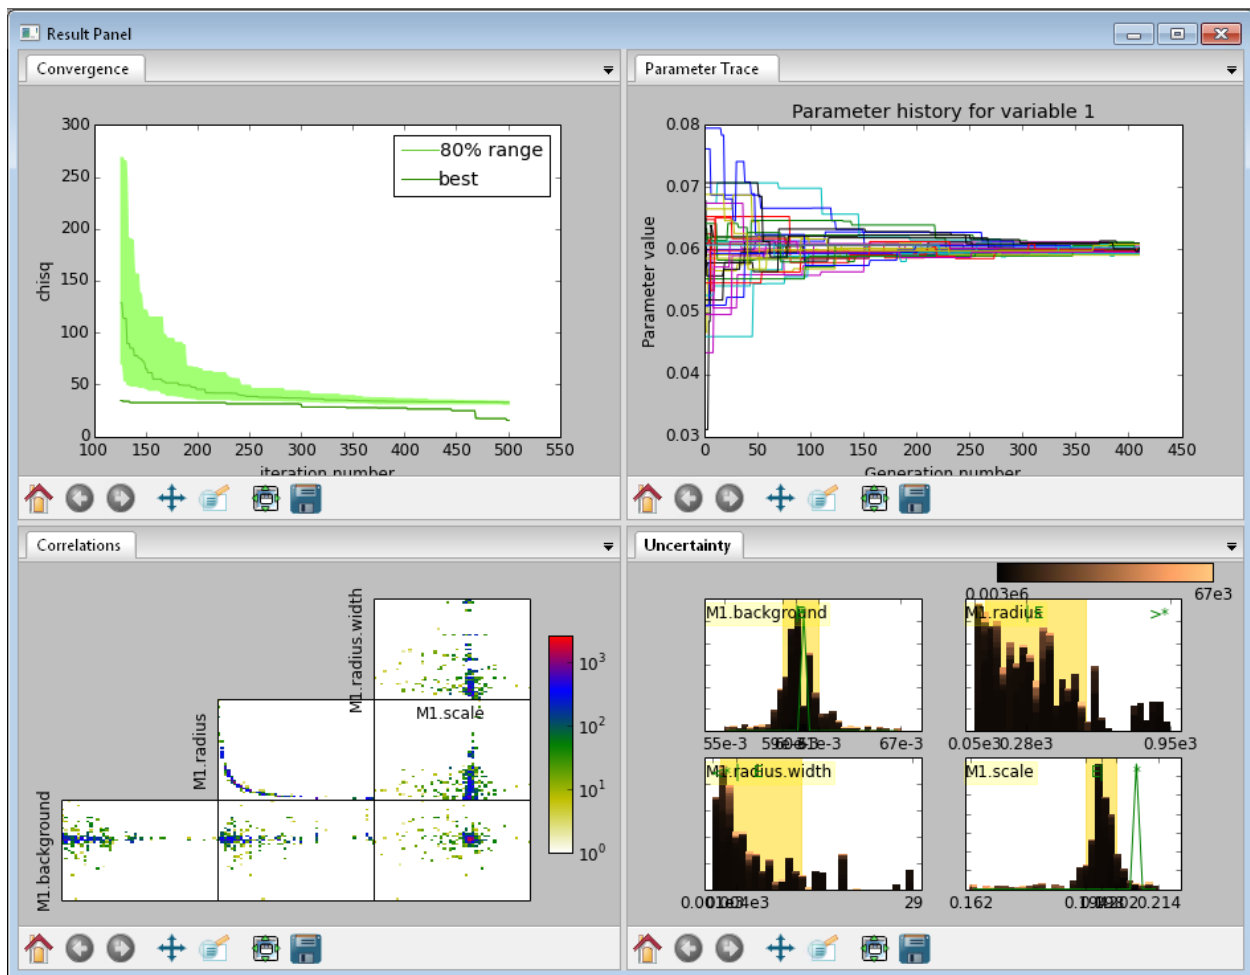 Result Panel
Convergence
300
250
200
150
100
50
0
chisq
80% range
best
100 150 200 250 300 350 400 450 500 550
iteration number
Parameter Trace
Parameter history for variable 1
0.08
0.07
0.06
0.05
0.04
0.03
Parameter value
0 50 100 150 200 250 300 350 400 450
Generation number
Correlations
M1.radius.width
M1.radius
M1.scale
M1.background
10³
10²
10¹
10⁰
Uncertainty
0.003e6 67e3
M1.background
55e-3 67e-3
M1.radius
E
>*
0.05e3 0.28e3 0.95e3
.radius.width
29
M1.scale
E
*
0.162 0.214